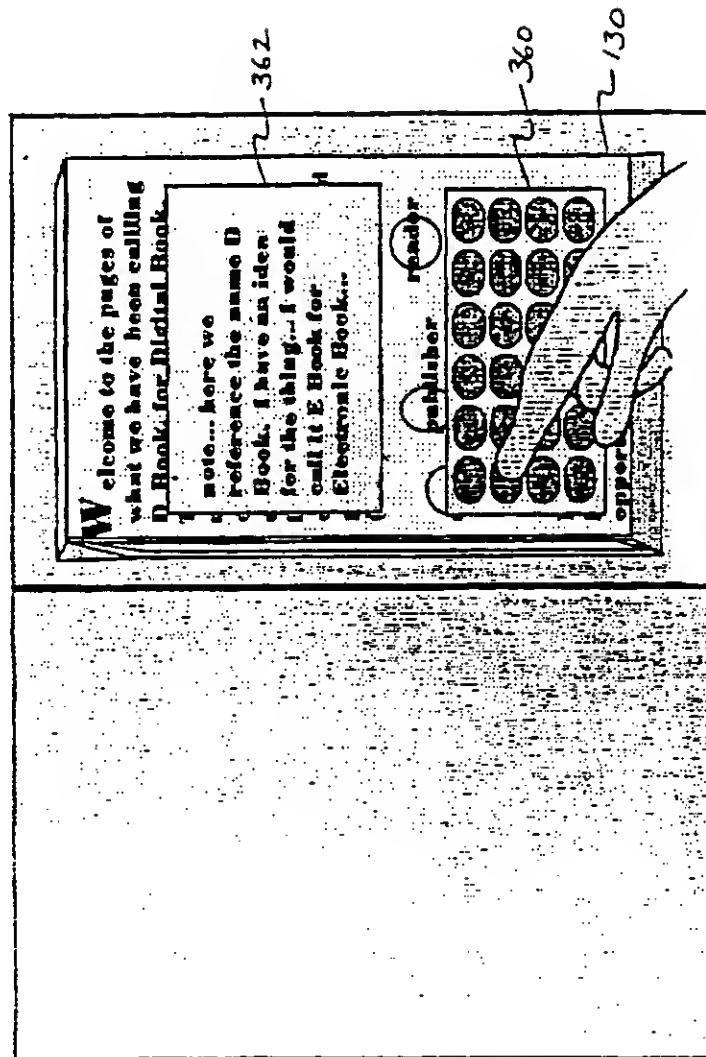 Welcome to the pages of
what we have been callling
D Book, for Digital Book.
note... here we
reference the name D
Book. I have an idea
for the thing... I would
call it E Book for
Electronic Book...
publisher
reader
oppor
362
360
130